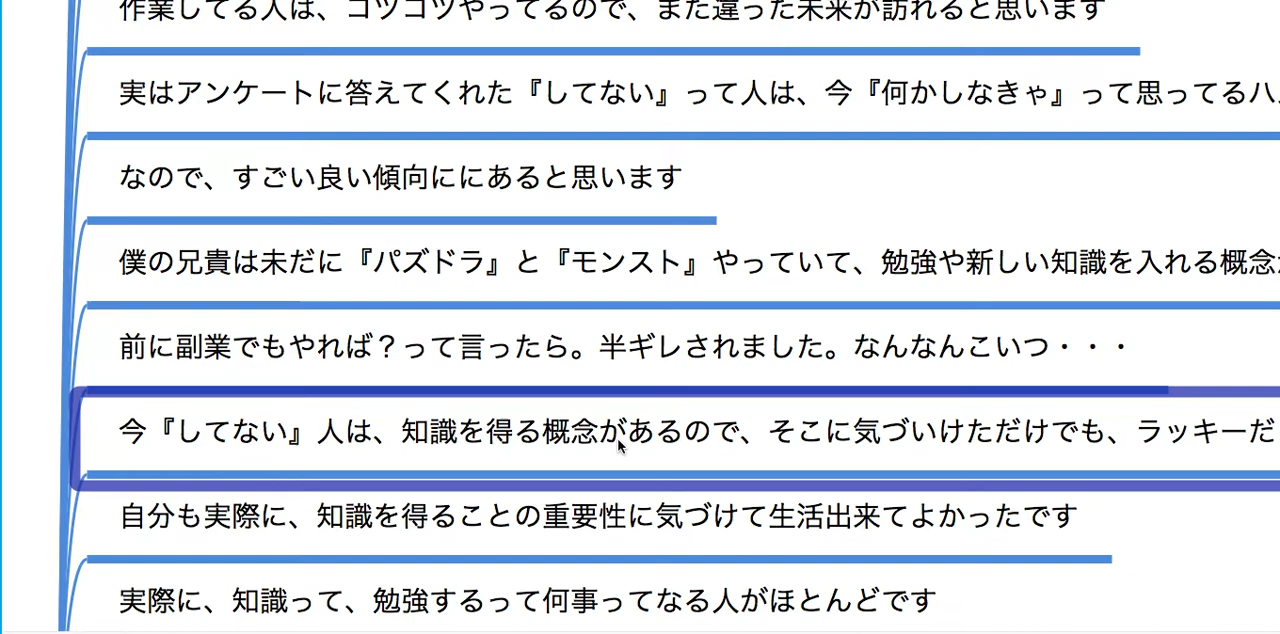 作業してる人は、コツコツやってるので、また違った未来が訪れると思います
実はアンケートに答えてくれた『してない』って人は、今『何かしなきゃ』って思ってるハ
なので、すごい良い傾向ににあると思います
僕の兄貴は未だに『パズドラ』と『モンスト』やっていて、勉強や新しい知識を入れる概念
前に副業でもやれば？って言ったら。半ギレされました。なんなんこいつ・・・
今『してない』人は、知識を得る概念があるので、そこに気づいけただけでも、ラッキーだ
自分も実際に、知識を得ることの重要性に気づけて生活出来てよかったです
実際に、知識って、勉強するって何事ってなる人がほとんどです